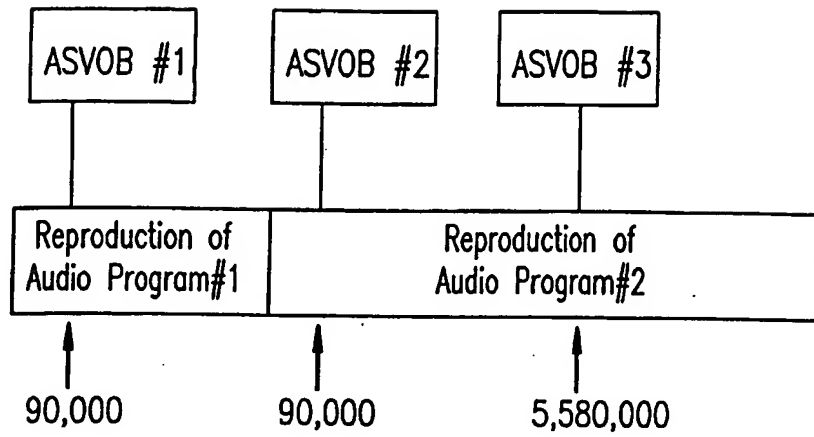 ASVOB #1
ASVOB #2
ASVOB #3
Reproduction of
Audio Program#1
Reproduction of
Audio Program#2
90,000
90,000
5,580,000